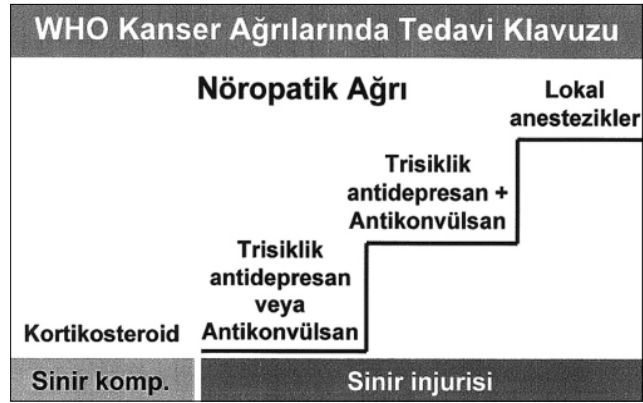 WHO Kanser Ağrılarında Tedavi Klavuzu
Nöropatik Ağrı
Lokal
anestezikler
Trisiklik
antidepresan +
Antikonvülsan
Trisiklik
antidepresan
veya
Antikonvülsan
Kortikosteroid
Sinir komp.
Sinir injurisi